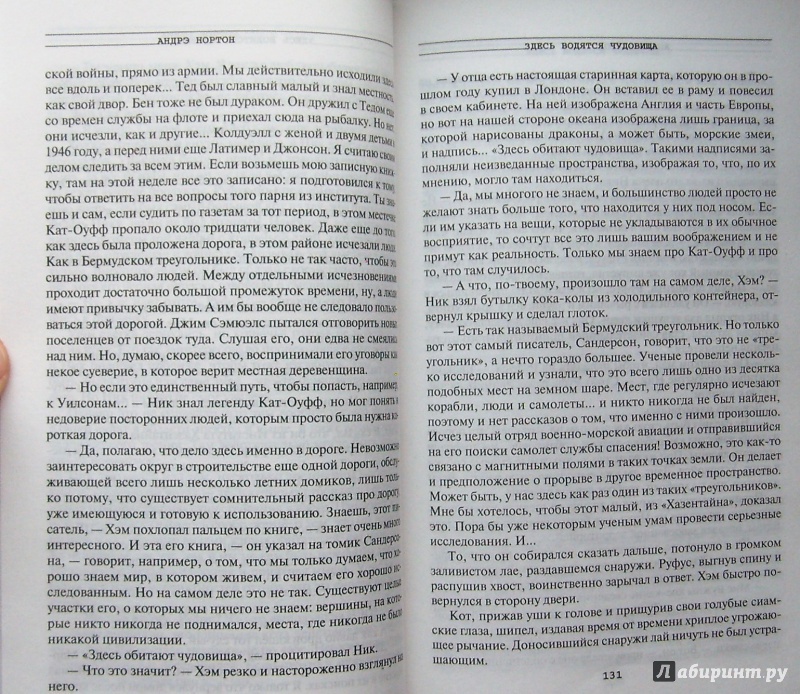 АНДРЭ НОРТОН
ской войны, прямо из армии. Мы действительно исходили здесь
все вдоль и поперек... Тед был славный малый и знал местность,
как свой двор. Бен тоже не был дураком. Он дружил с Тедом еще
со времен службы на флоте и приехал сюда на рыбалку. Но
они исчезли, как и другие... Колдуэлл с женой и двумя детьми в
1946 году, а перед ними еще Латимер и Джонсон. Я считаю своим
делом следить за всем этим. Если возьмешь мою записную книж-
ку, там на этой неделе все это записано: я подготовился к тому,
чтобы ответить на все вопросы того парня из института. Ты зна-
ешь и сам, если судить по газетам за тот период, в этом местечке
Кат-Оуфф пропало около тридцати человек. Даже еще до того,
как здесь была проложена дорога, в этом районе исчезали люди.
Как в Бермудском треугольнике. Только не так часто, чтобы это
сильно волновало людей. Между отдельными исчезновениями
проходит достаточно большой промежуток времени, ну, а люди
имеют привычку забывать. А им бы вообще не следовало пользо-
ваться этой дорогой. Джим Сэмюэлс пытался отговорить новых
поселенцев от поездок туда. Слушая его, они едва не смеялись
над ним. Но, думаю, скорее всего, воспринимали его уговоры как
некое суеверие, в которое верит местная деревенщина.
— Но если это единственный путь, чтобы попасть, например,
к Уилсонам... — Ник знал легенду Кат-Оуфф, но мог понять и
недоверие посторонних людей, которым просто была нужна ко-
роткая дорога.
— Да, полагаю, что дело здесь именно в дороге. Невозможно
заинтересовать округ в строительстве еще одной дороги, обслу-
живающей всего лишь несколько летних домиков, лишь только
потому, что существует сомнительный рассказ про дорогу,
уже имеющуюся и готовую к использованию. Знаешь, этот пи-
сатель, — Хэм похлопал пальцем по книге, — знает очень много
интересного. И эта его книга, — он указал на томик Сандерсо-
на, — говорит, например, о том, что мы только думаем, что хо-
рошо знаем мир, в котором живем, и считаем его хорошо ис-
следованным. Но на самом деле это не так. Существуют целые
участки его, о которых мы ничего не знаем: вершины, на кото-
рые никто никогда не поднимался, места, где никогда не было
никакой цивилизации.
— «Здесь обитают чудовища», — процитировал Ник.
— Что это значит? — Хэм резко и настороженно взглянул на
него.
ЗДЕСЬ ВОДЯТСЯ ЧУДОВИЩА
— У отца есть настоящая старинная карта, которую он в про-
шлом году купил в Лондоне. Он вставил ее в раму и повесил
в своем кабинете. На ней изображена Англия и часть Европы,
но вот на нашей стороне океана изображена лишь граница, за
которой нарисованы драконы, а может быть, морские змеи,
и надпись... «Здесь обитают чудовища». Такими надписями за-
полняли неизведанные пространства, изображая то, что, по их
мнению, могло там находиться.
— Да, мы многого не знаем, и большинство людей просто не
желают знать больше того, что находится у них под носом. Ес-
ли им указать на вещи, которые не укладываются в их обычное
восприятие, то сочтут все это лишь вашим воображением и не
примут как реальность. Только мы знаем про Кат-Оуфф и про
то, что там случилось.
— А что, по-твоему, произошло там на самом деле, Хэм? —
Ник взял бутылку кока-колы из холодильного контейнера, от-
вернул крышку и сделал глоток.
— Есть так называемый Бермудский треугольник. Но только
вот этот самый писатель, Сандерсон, говорит, что это не «тре-
угольник», а нечто гораздо большее. Ученые провели несколь-
ко исследований и узнали, что это всего лишь одно из десятка
подобных мест на земном шаре. Мест, где регулярно исчезают
корабли, люди и самолеты... — и никто никогда не был найден,
поэтому и нет рассказов о том, что именно с ними произошло.
Исчез целый отряд военно-морской авиации и отправившийся
на его поиски самолет службы спасения! Возможно, это как-то
связано с магнитными полями в таких точках земли. Он делает
и предположение о прорыве в другое временное пространство.
Может быть, у нас здесь как раз один из таких «треугольников».
Мне бы хотелось, чтобы этот малый, из «Хазентайна», доказал
это. Пора бы уже некоторым ученым умам провести серьезные
исследования. И...
То, что он собирался сказать дальше, потонуло в громком
заливистом лае, раздавшемся снаружи. Руфус, выгнув спину и
распушив хвост, воинственно зарычал в ответ. Хэм быстро по-
вернулся в сторону двери.
Кот, прижав уши к голове и прищурив свои голубые сиам-
ские глаза, шипел, издавая время от времени хриплое угрожаю-
щее рычание. Доносившийся снаружи лай ничуть не был устра-
шающим.
131
Лабиринт.ру